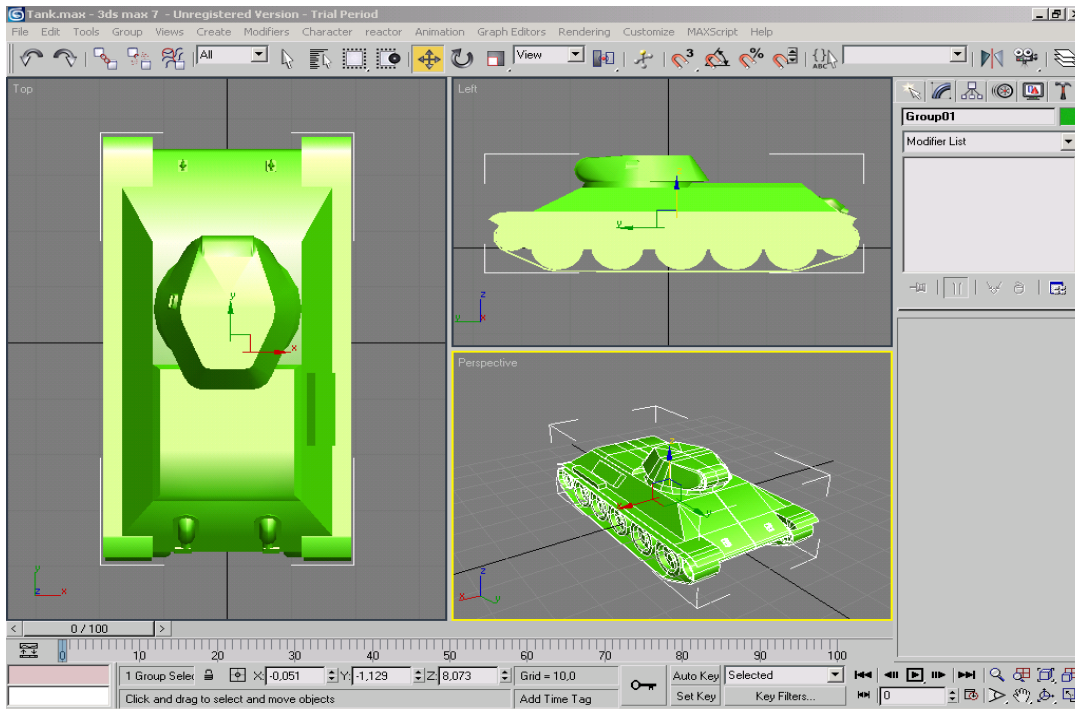 Tank.max - 3ds max 7 - Unregistered Version - Trial Period
File Edit Tools Group Views Create Modifiers Character reactor Animation Graph Editors Rendering Customize MAXScript Help
All View 3 % {} ABC
Top
Left
Group01
Modifier List
y
x
y
z
y x
Perspective
z
x
y
z
x y
y
z x
< 0 / 100 >
0 10 20 30 40 50 60 70 80 90 100
1 Group Selec X: -0,051 Y: -1,129 Z: 8,073 Grid = 10,0 Auto Key Selected
Click and drag to select and move objects Add Time Tag Set Key Key Filters... 0